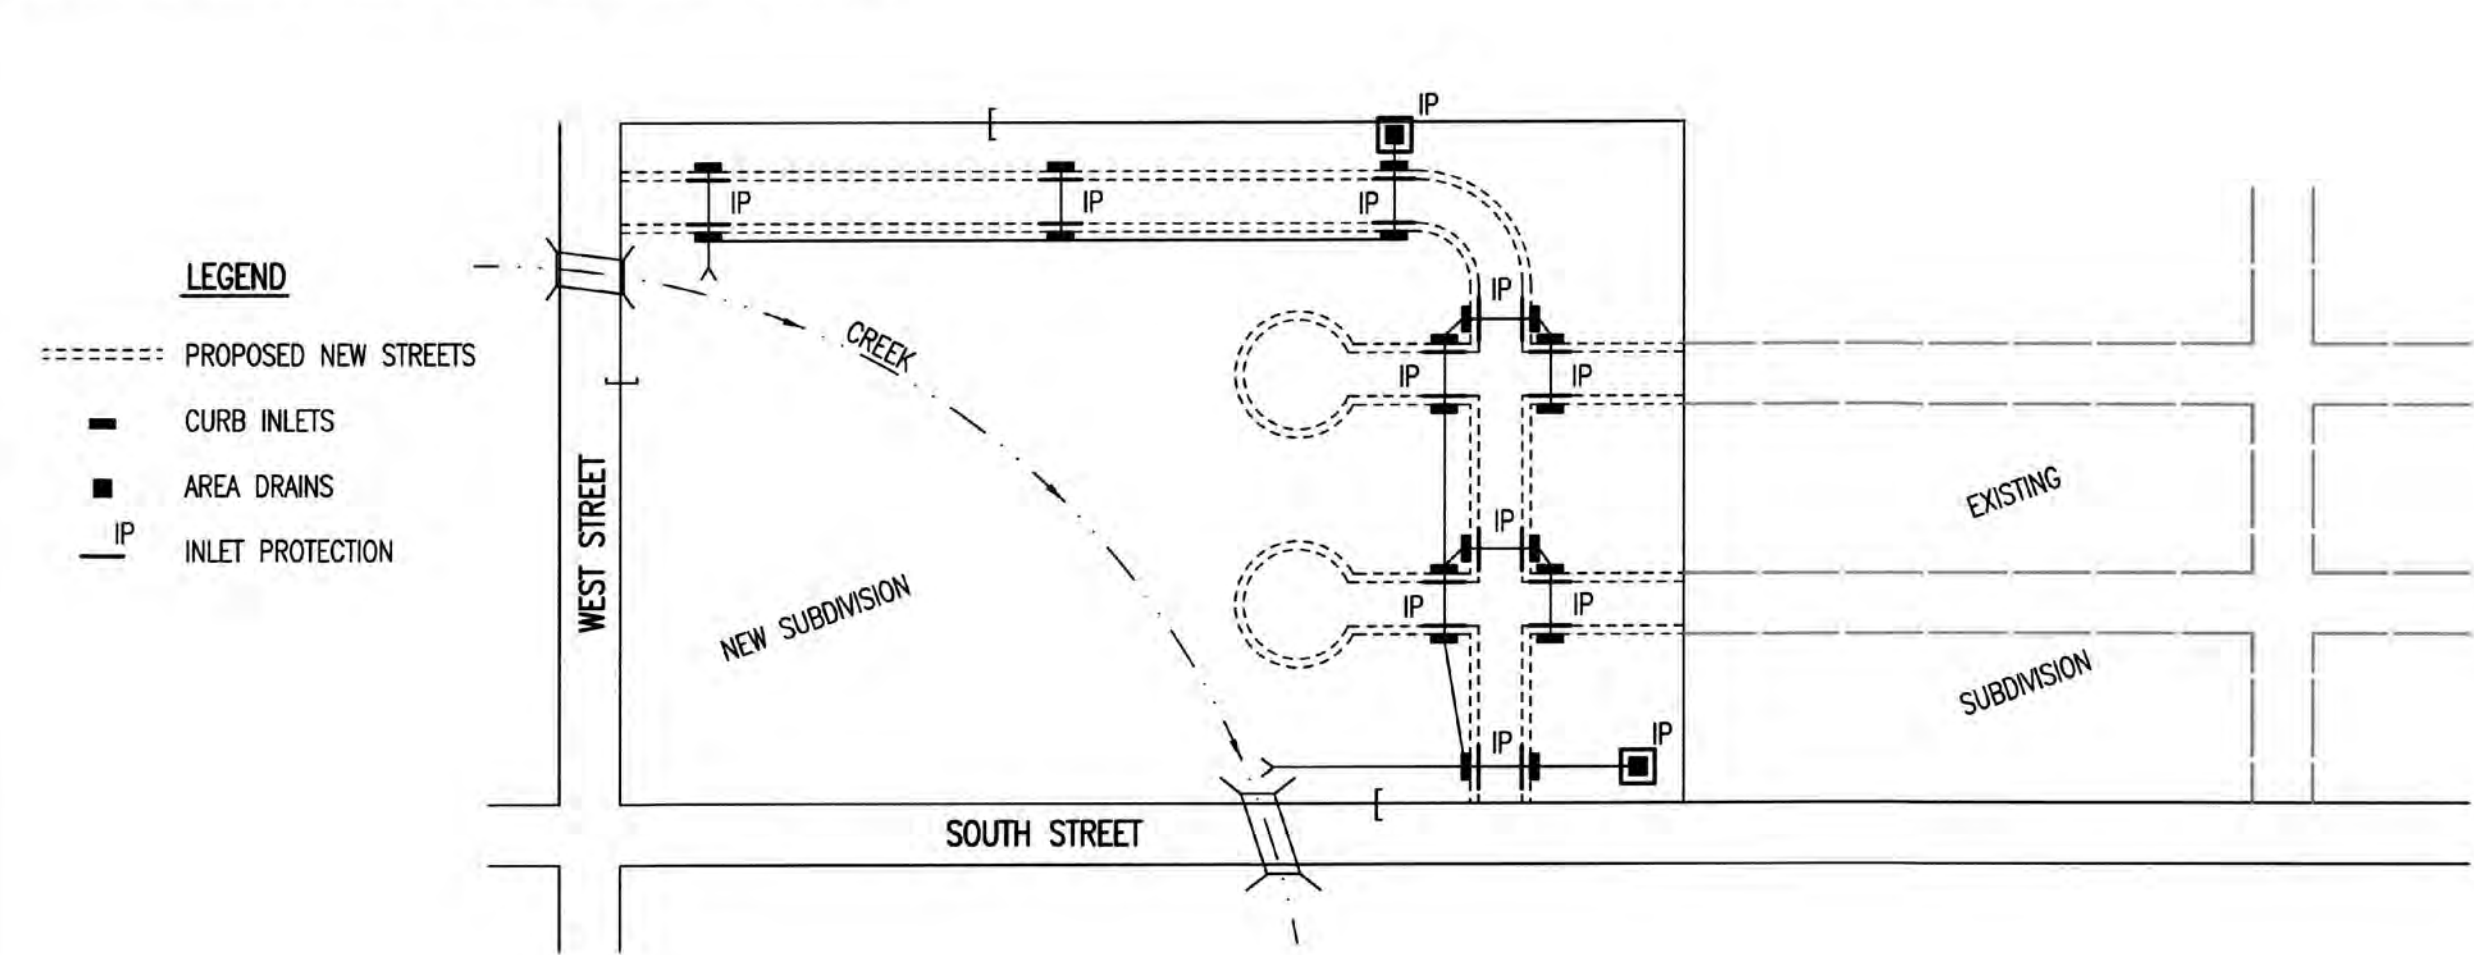 IP
IP
IP
IP
LEGEND
IP
PROPOSED NEW STREETS
CREEK
IP
IP
CURB INLETS
WEST STREET
AREA DRAINS
EXISTING
IP
IP
INLET PROTECTION
NEW SUBDIVISION
IP
IP
SUBDIVISION
IP
IP
SOUTH STREET